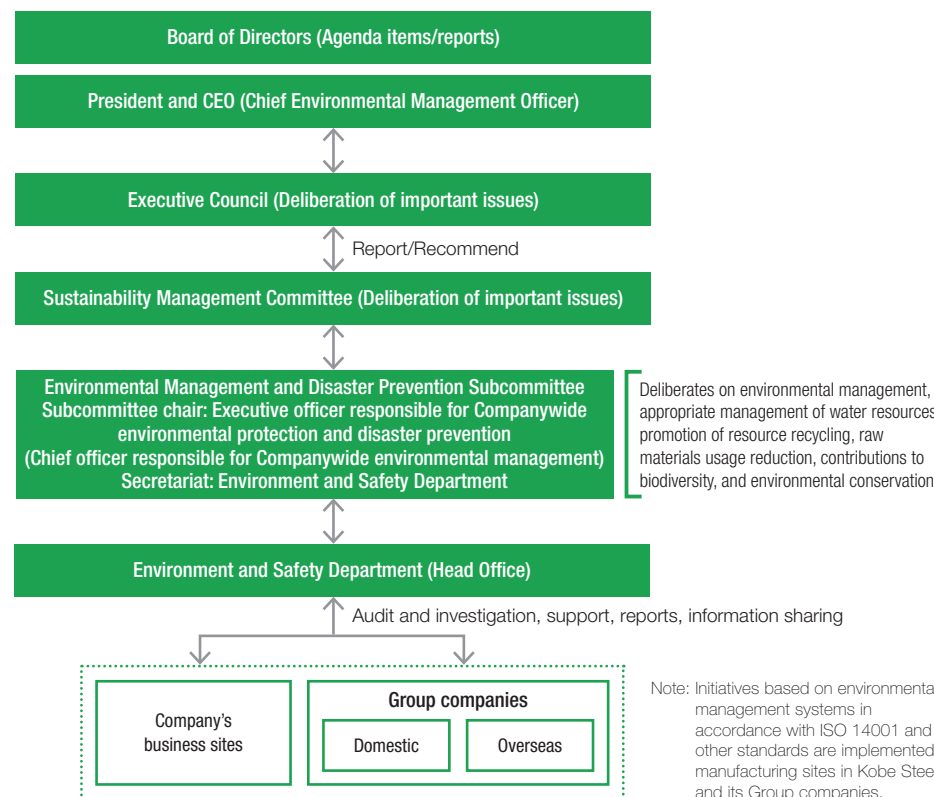 Board of Directors (Agenda items/reports)
President and CEO (Chief Environmental Management Officer)
Executive Council (Deliberation of important issues)
Report/Recommend
Sustainability Management Committee (Deliberation of important issues)
Environmental Management and Disaster Prevention Subcommittee
Subcommittee chair: Executive officer responsible for Companywide
environmental protection and disaster prevention
(Chief officer responsible for Companywide environmental management)
Secretariat: Environment and Safety Department
Deliberates on environmental management,
appropriate management of water resources
promotion of resource recycling, raw
materials usage reduction, contributions to
biodiversity, and environmental conservation
Environment and Safety Department (Head Office)
Audit and investigation, support, reports, information sharing
Company's
business sites
Group companies
Domestic
Overseas
Note: Initiatives based on environmenta
management systems in
accordance with ISO 14001 and
other standards are implemented
manufacturing sites in Kobe Stee
and its Group companies.